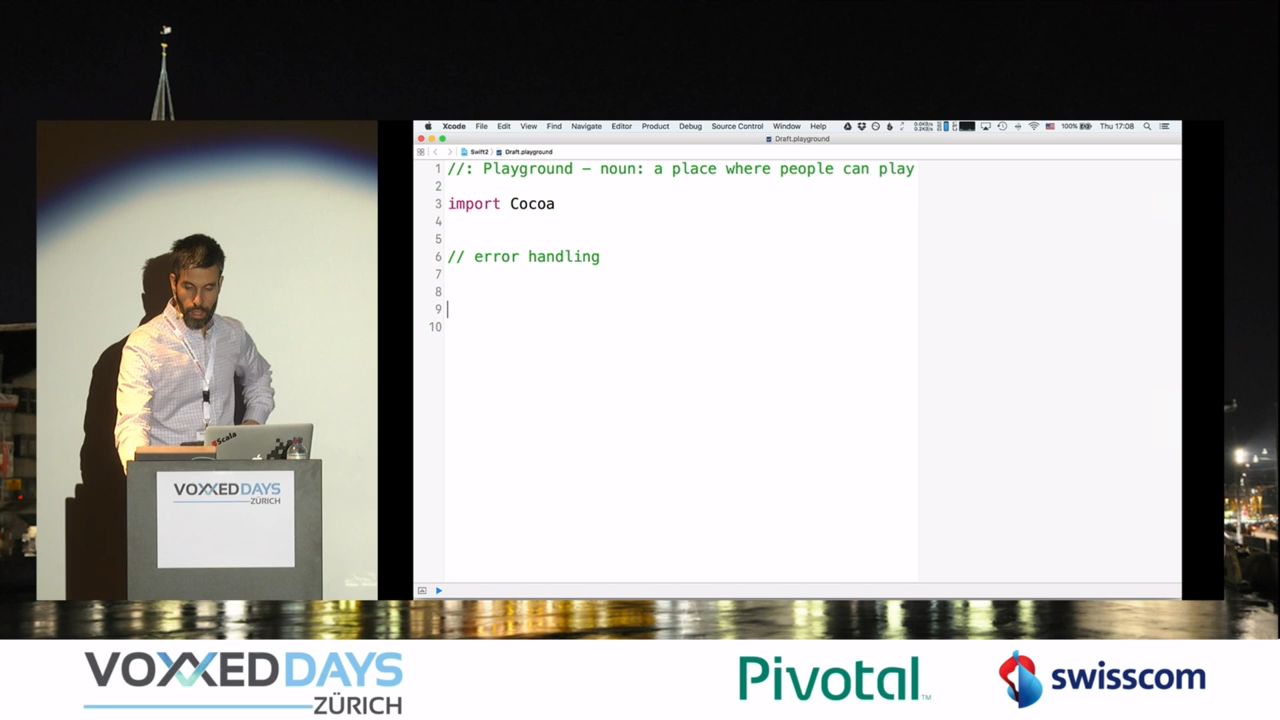 Xcode File Edit View Find Navigate Editor Product Debug Source Control Window Help
100% Thu 17:08
Draft.playground
Swift2 Draft.playground
1 //: Playground – noun: a place where people can play
2
3 import Cocoa
4
5
6 // error handling
7
8
9
10
Scala
VOXXED DAYS
ZÜRICH
VOXXED DAYS
ZÜRICH
Pivotal™
swisscom